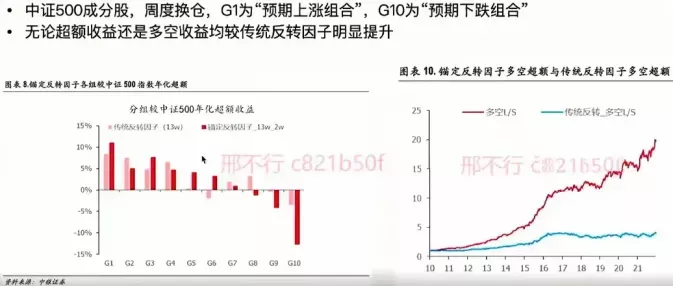 • 中证500成分股，周度换仓，G1为“预期上涨组合”，G10为“预期下跌组合”
• 无论超额收益还是多空收益均较传统反转因子明显提升
图表 8.锚定反转因子各组较中证 500 指数年化超额
分组较中证500年化超额收益
传统反转因子（13w） 锚定反转因子_13w_2w
15%
10%
5%
0%
-5%
-10%
-15%
G1 G2 G3 G4 G5 G6 G7 G8 G9 G10
邢不行 c821b50f
资料来源：中银证券
图表 10. 锚定反转因子多空超额与传统反转因子多空超额
多空L/S 传统反转_多空L/S
25
20
15
10
5
0
10 11 12 13 14 15 16 17 18 19 20 21
邢不行 c821b50f